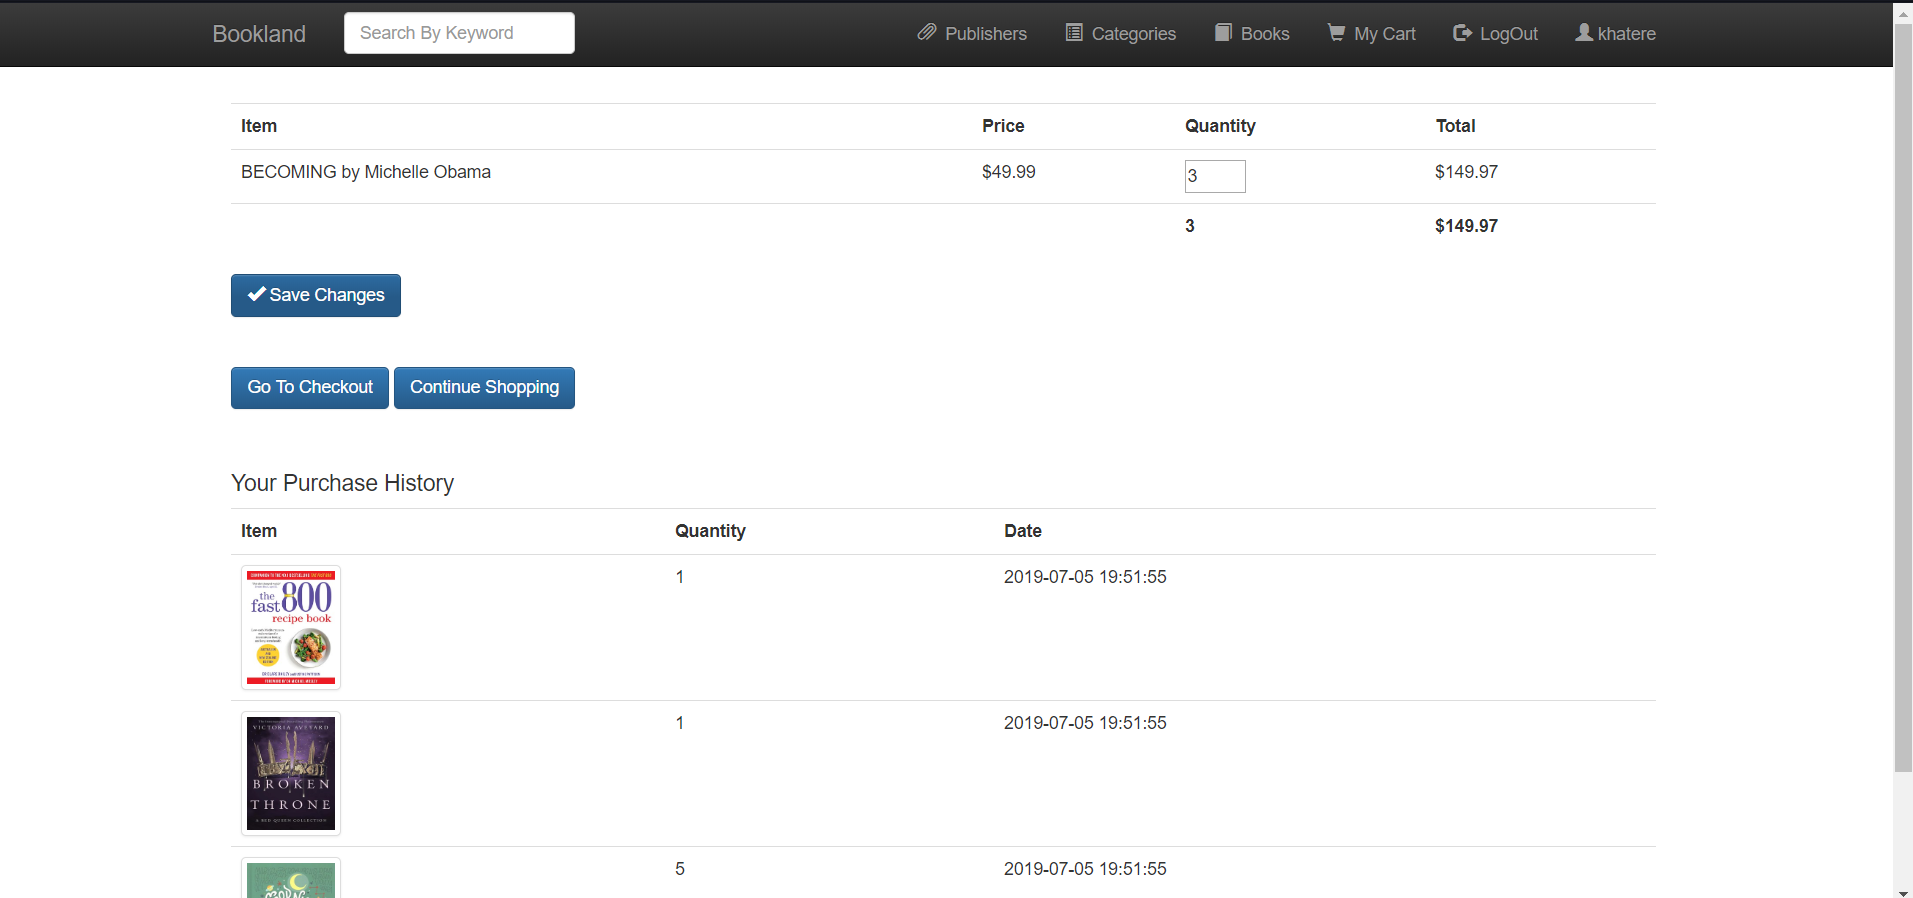 Bookland Search By Keyword Publishers Categories Books My Cart LogOut khatere
Item Price Quantity Total
BECOMING by Michelle Obama $49.99 3 $149.97
3 $149.97
Save Changes
Go To Checkout Continue Shopping
Your Purchase History
Item Quantity Date
1 2019-07-05 19:51:55
the
fast 800
recipe book
1 2019-07-05 19:51:55
VICTORIA AVEYARD
BROKEN
THRONE
A RED QUEEN COLLECTION
5 2019-07-05 19:51:55